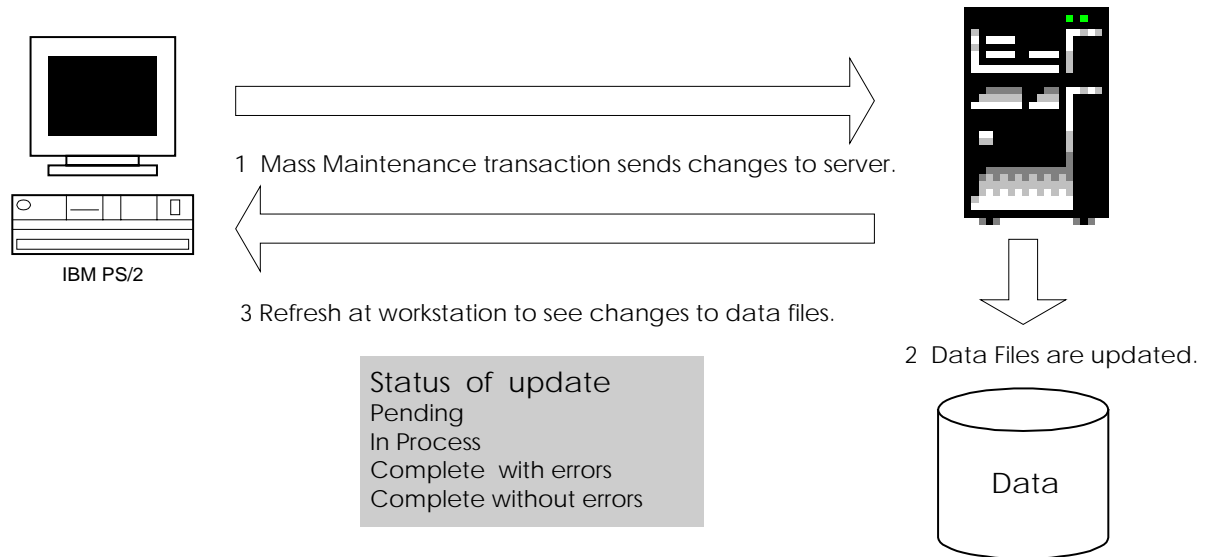 1 Mass Maintenance transaction sends changes to server.
IBM PS/2
3 Refresh at workstation to see changes to data files.
2 Data Files are updated.
Status of update
Pending
In Process
Complete with errors
Complete without errors
Data